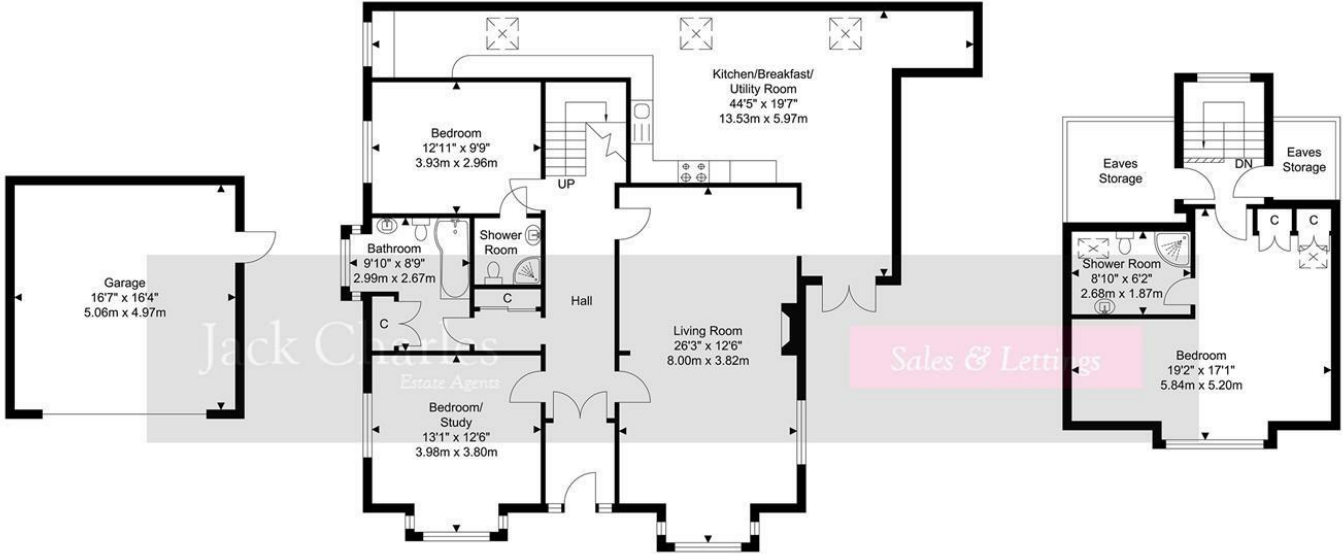 Kitchen/Breakfast/
Utility Room
44'5" x 19'7"
13.53m x 5.97m
Bedroom
12'11" x 9'9"
3.93m x 2.96m
UP
Shower
Room
Bathroom
9'10" x 8'9"
2.99m x 2.67m
C
C
Hall
Garage
16'7" x 16'4"
5.06m x 4.97m
Living Room
26'3" x 12'6"
8.00m x 3.82m
Bedroom/
Study
13'1" x 12'6"
3.98m x 3.80m
Eaves
Storage
DN
Eaves
Storage
C
C
Shower Room
8'10" x 6'2"
2.68m x 1.87m
Bedroom
19'2" x 17'1"
5.84m x 5.20m
Jack Charles
Estate Agents
Sales & Lettings